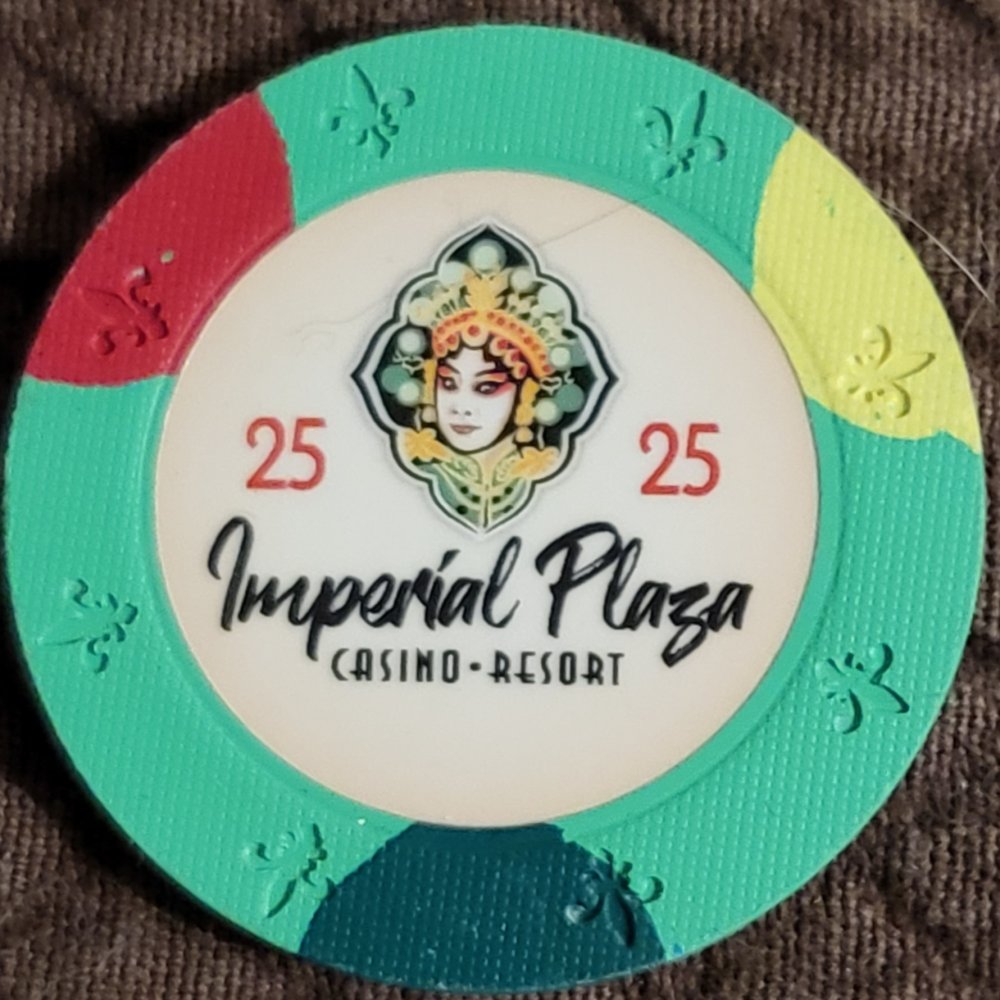 25 25
Imperial Plaza
CASINO • RESORT